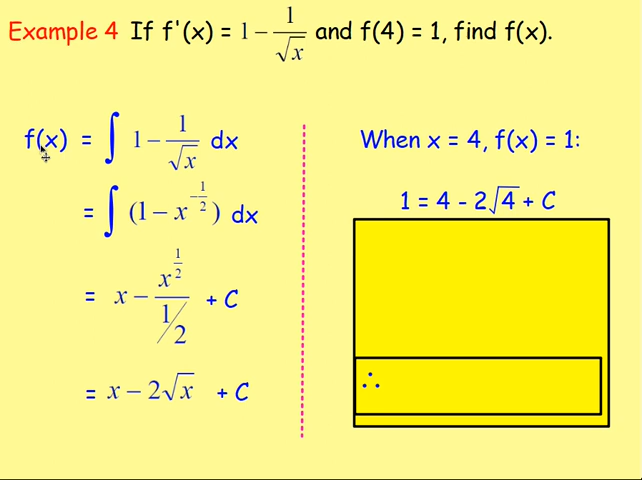 Example 4 If f'(x) = 1 − 1/√x and f(4) = 1, find f(x).
f(x) = ∫ 1 − 1/√x dx
= ∫ (1 − x^(−1/2)) dx
= x − x^(1/2)/(1/2) + C
= x − 2√x + C
When x = 4, f(x) = 1:
1 = 4 - 2√4 + C
∴